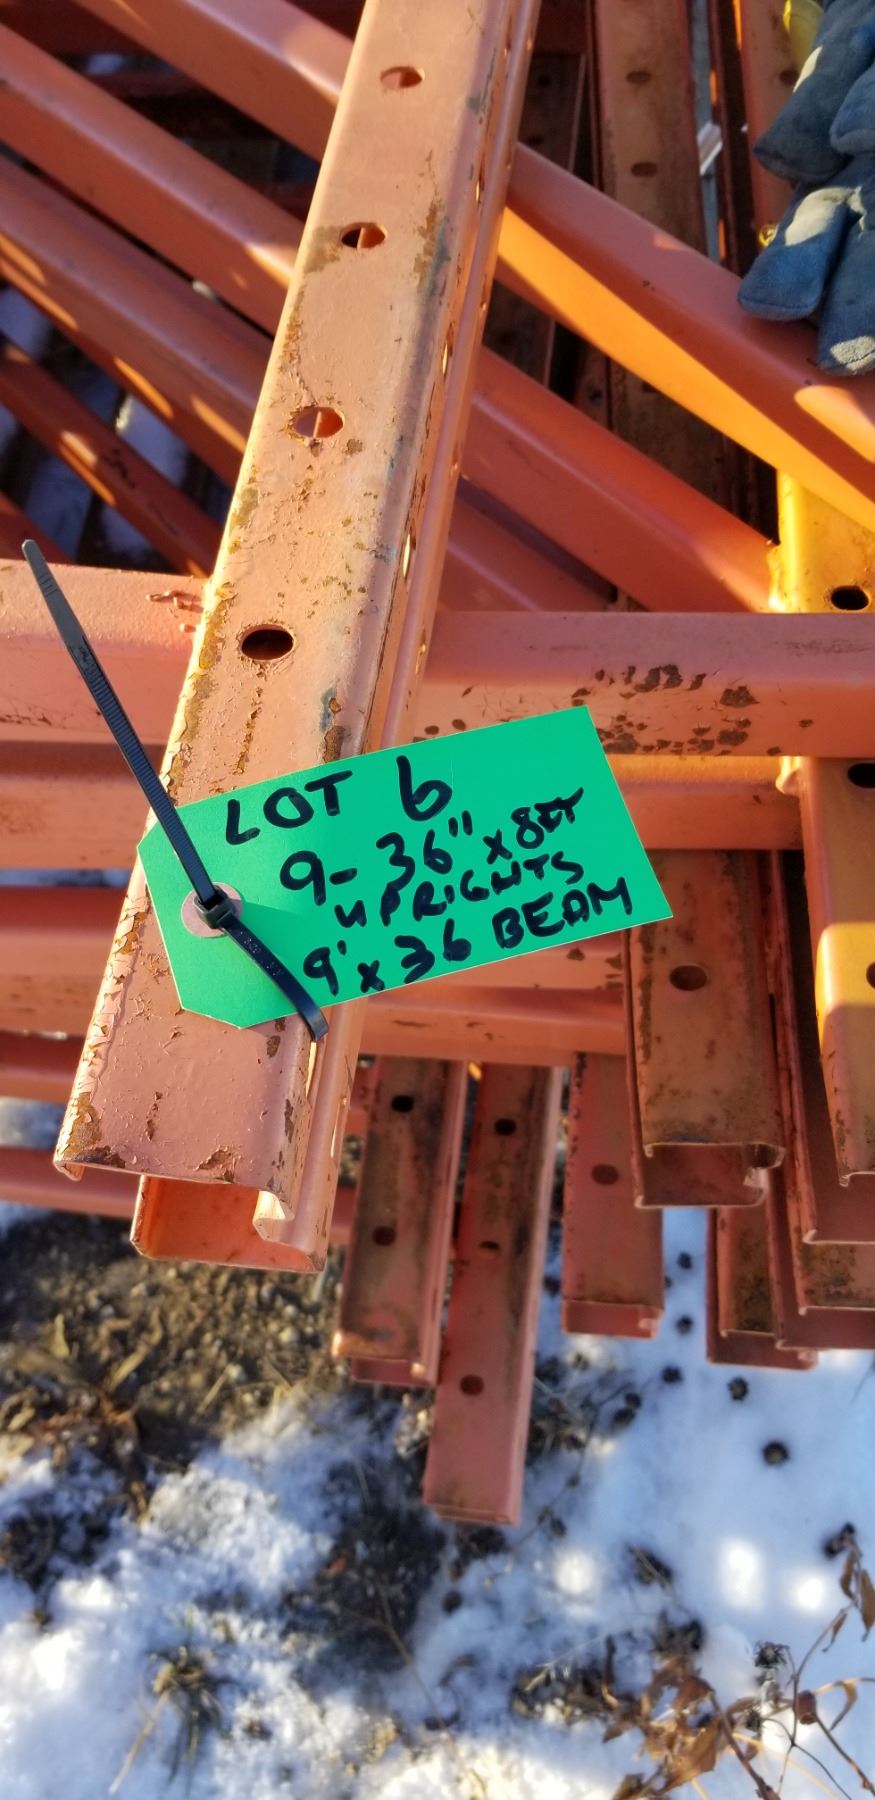 LOT 6
9- 36" x 8FT
UPRIGHTS
9' x 36 BEAM